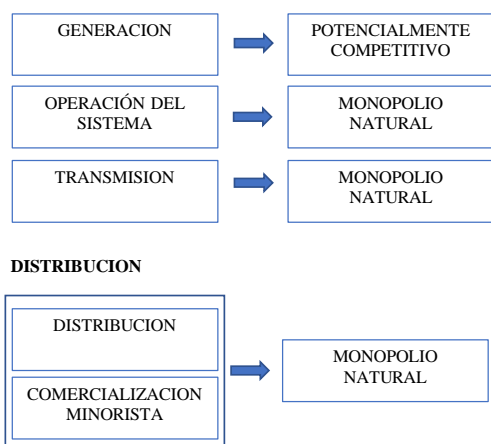 GENERACION
POTENCIALMENTE
COMPETITIVO
OPERACIÓN DEL
SISTEMA
MONOPOLIO
NATURAL
TRANSMISION
MONOPOLIO
NATURAL
DISTRIBUCION
DISTRIBUCION
COMERCIALIZACION
MINORISTA
MONOPOLIO
NATURAL